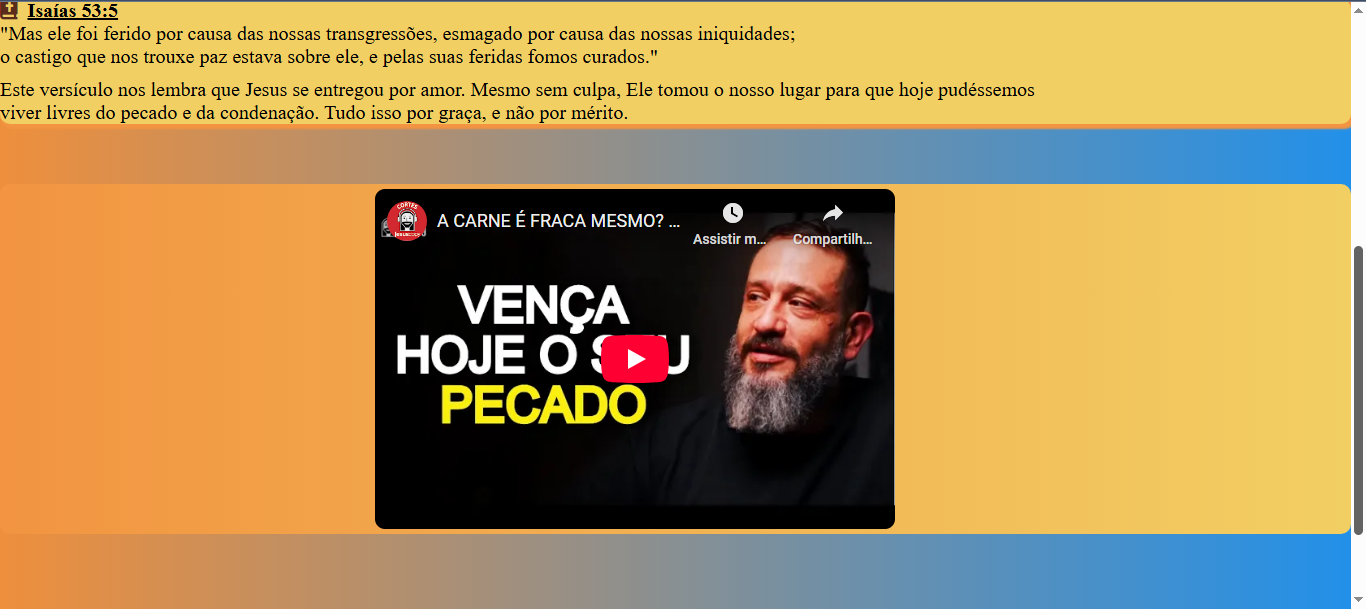 Isaías 53:5
"Mas ele foi ferido por causa das nossas transgressões, esmagado por causa das nossas iniquidades;
o castigo que nos trouxe paz estava sobre ele, e pelas suas feridas fomos curados."
Este versículo nos lembra que Jesus se entregou por amor. Mesmo sem culpa, Ele tomou o nosso lugar para que hoje pudéssemos
viver livres do pecado e da condenação. Tudo isso por graça, e não por mérito.
CORTES
A CARNE É FRACA MESMO? ...
Assistir m...
Compartilh...
VENÇA
HOJE O S U
PECADO